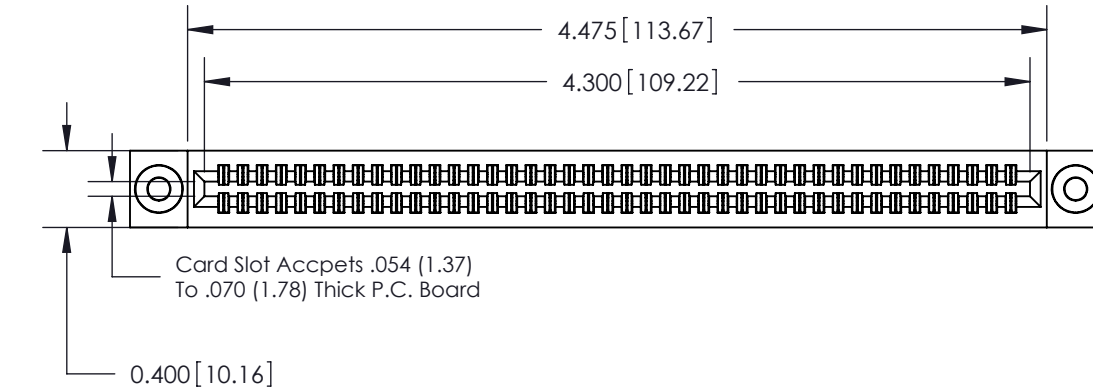 4.475 [113.67]
4.300 [109.22]
Card Slot Accpets .054 (1.37)
To .070 (1.78) Thick P.C. Board
0.400 [10.16]